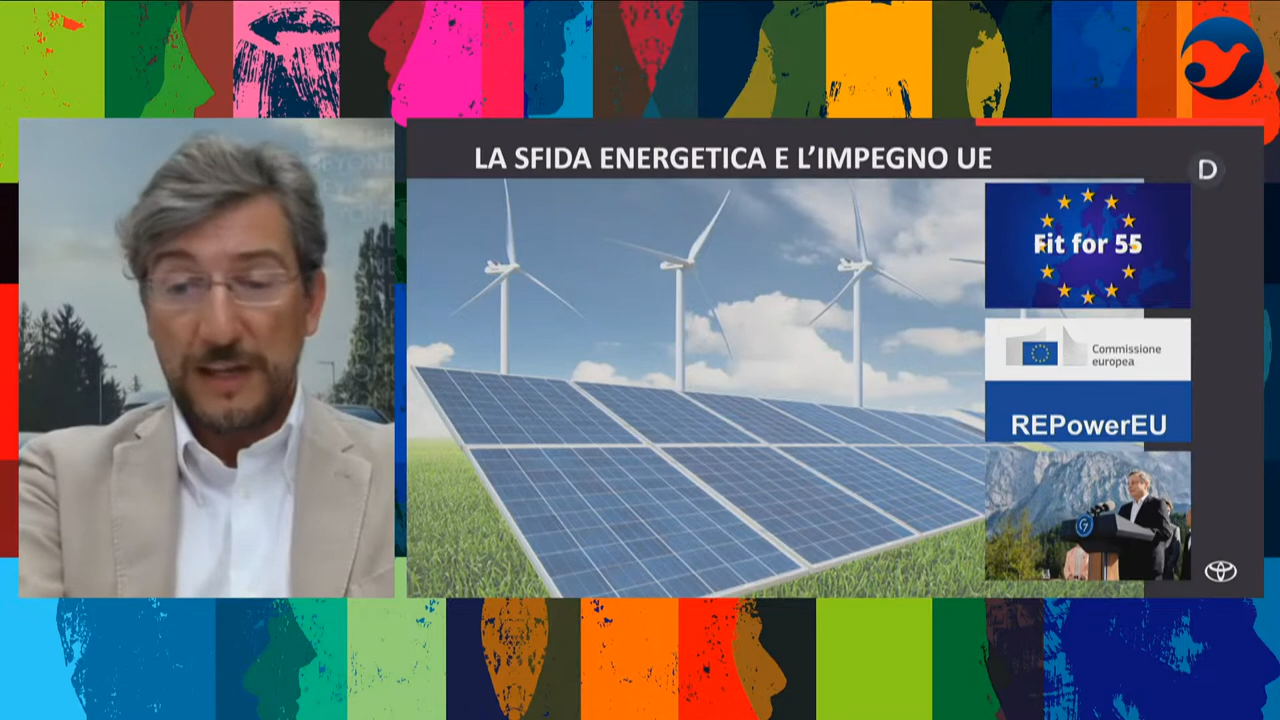 LA SFIDA ENERGETICA E L'IMPEGNO UE
D
Fit for 55
Commissione
europea
REPowerEU